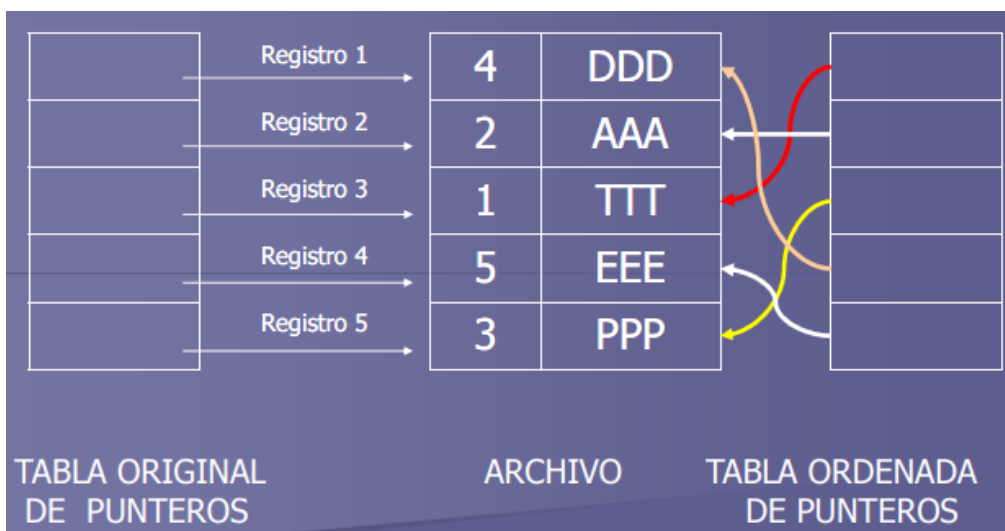 Registro 1
4 DDD
Registro 2
2 AAA
Registro 3
1 TTT
Registro 4
5 EEE
Registro 5
3 PPP
TABLA ORIGINAL
DE PUNTEROS
ARCHIVO
TABLA ORDENADA
DE PUNTEROS